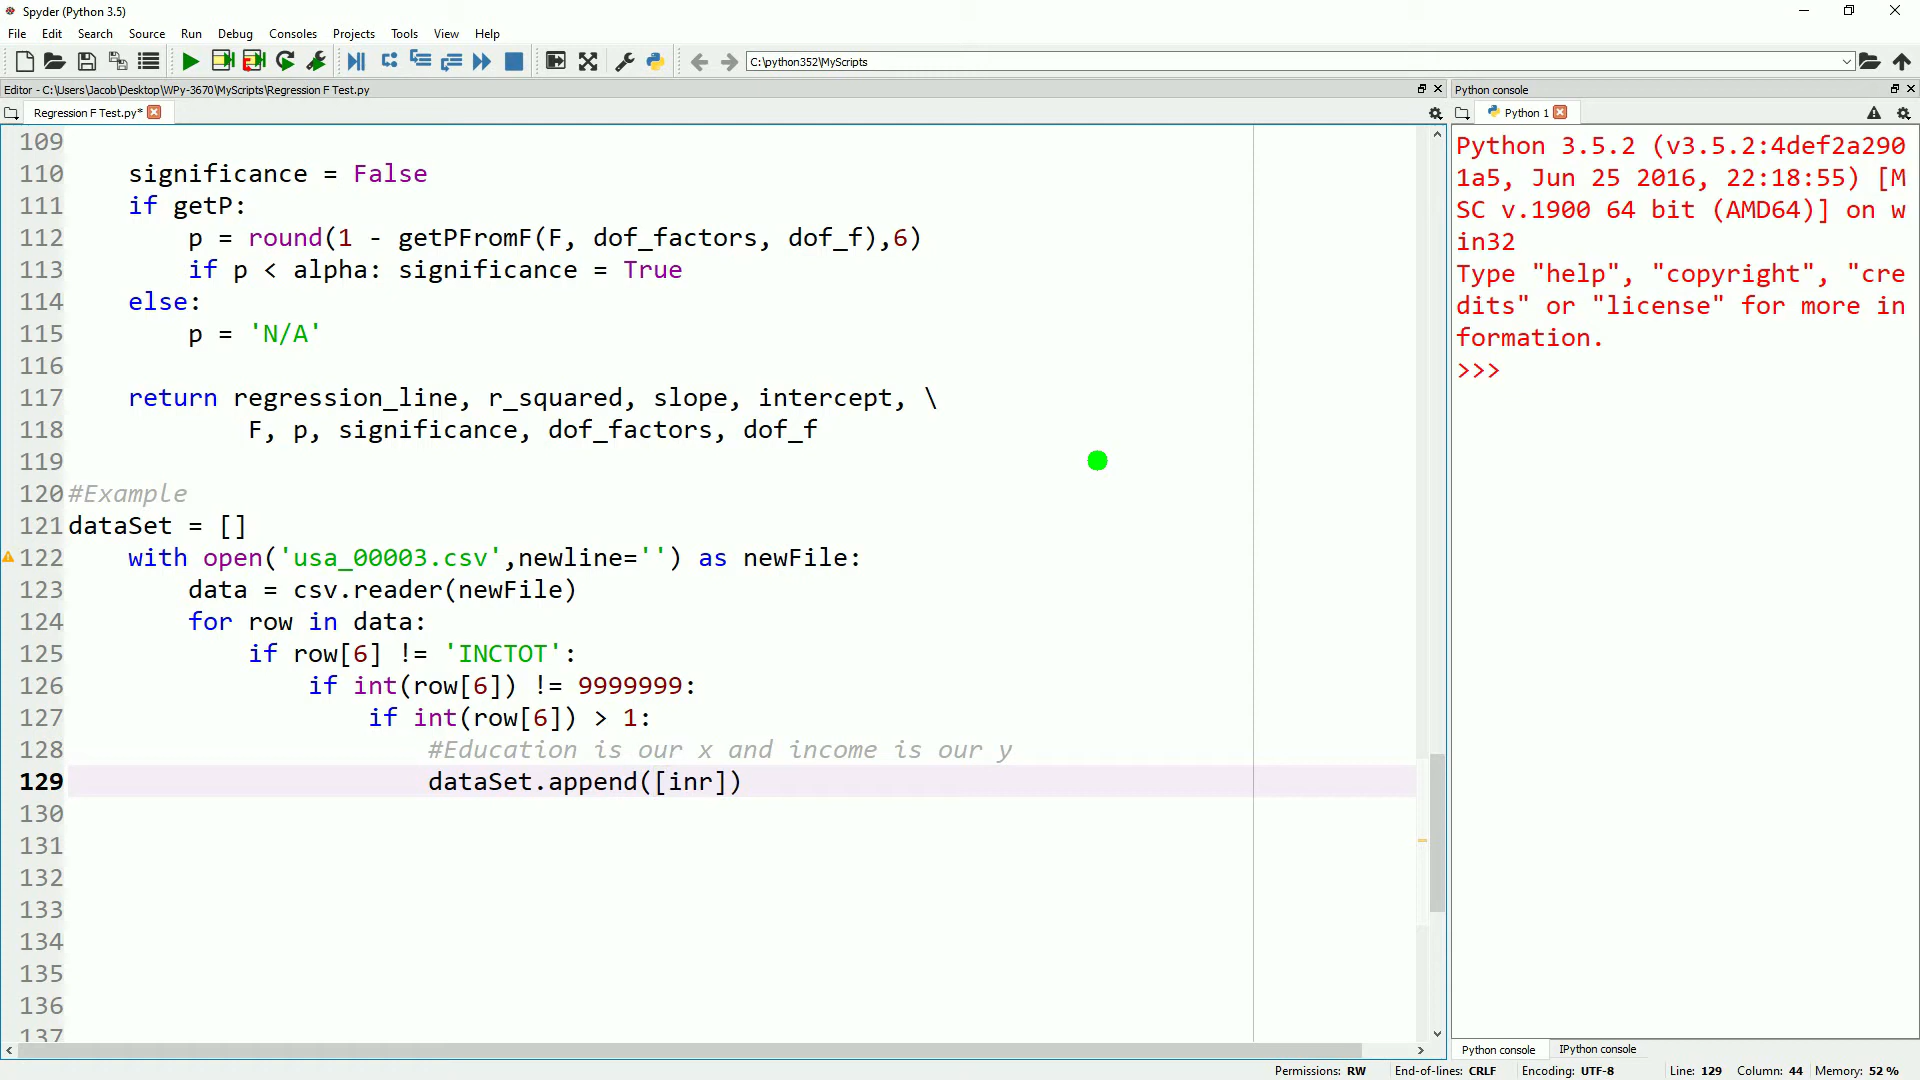 Spyder (Python 3.5)
File Edit Search Source Run Debug Consoles Projects Tools View Help
C:\python352\MyScripts
Editor - C:\Users\Jacob\Desktop\WPy-3670\MyScripts\Regression F Test.py
Python console
Regression F Test.py*
Python 1
109
110 significance = False
111 if getP:
112 p = round(1 - getPFromF(F, dof_factors, dof_f),6)
113 if p < alpha: significance = True
114 else:
115 p = 'N/A'
116
117 return regression_line, r_squared, slope, intercept, \
118 F, p, significance, dof_factors, dof_f
119
120 #Example
121 dataSet = []
122 with open('usa_00003.csv',newline='') as newFile:
123 data = csv.reader(newFile)
124 for row in data:
125 if row[6] != 'INCTOT':
126 if int(row[6]) != 9999999:
127 if int(row[6]) > 1:
128 #Education is our x and income is our y
129 dataSet.append([inr])
130
131
132
133
134
135
136
137
Python 3.5.2 (v3.5.2:4def2a290
1a5, Jun 25 2016, 22:18:55) [M
SC v.1900 64 bit (AMD64)] on w
in32
Type "help", "copyright", "cre
dits" or "license" for more in
formation.
>>>
Python console IPython console
Permissions: RW End-of-lines: CRLF Encoding: UTF-8 Line: 129 Column: 44 Memory: 52 %